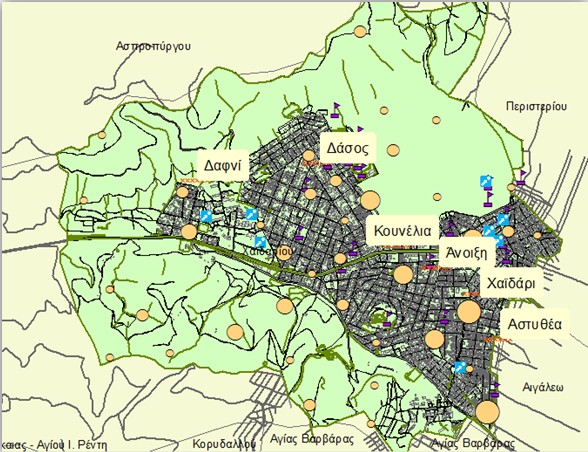 Ασπροπύργου
Περιστερίου
Δάσος
Δαφνί
Κουνέλια
Άνοιξη
Χαϊδάρι
Αστυθέα
Αιγάλεω
καιας - Αγίου Ι. Ρέντη
Κορυδαλλού
Αγίας Βαρβάρας
Αγίας Βαρβάρας